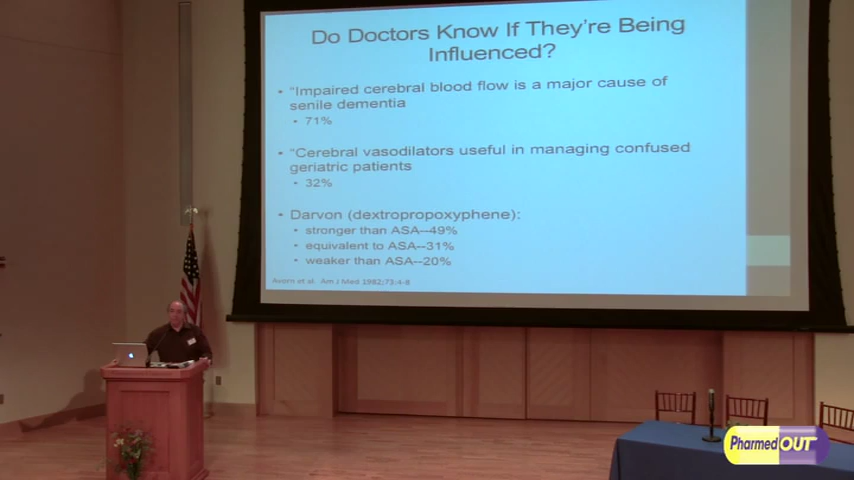 Do Doctors Know If They're Being
Influenced?
• "Impaired cerebral blood flow is a major cause of
senile dementia
• 71%
• "Cerebral vasodilators useful in managing confused
geriatric patients
• 32%
• Darvon (dextropropoxyphene):
• stronger than ASA--49%
• equivalent to ASA--31%
• weaker than ASA--20%
Avorn et al. Am J Med 1982;73:4-8
PharmedOUT